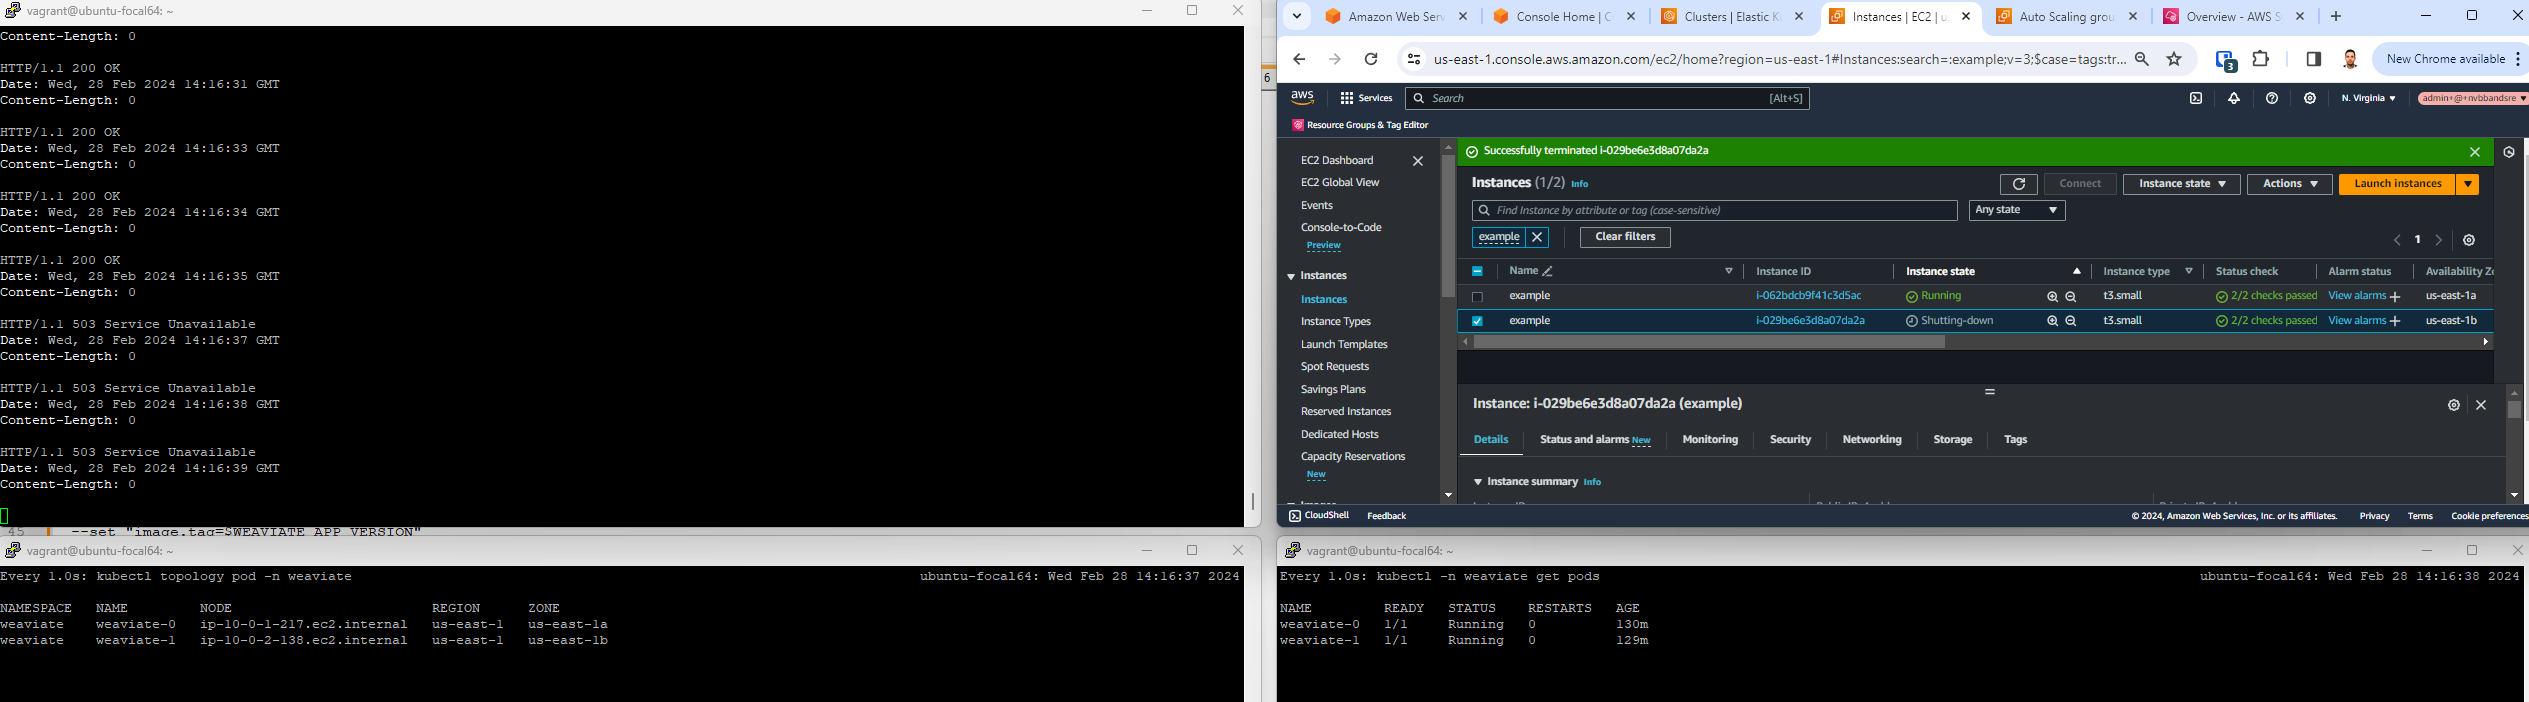 vagrant@ubuntu-focal64: ~
Content-Length: 0
HTTP/1.1 200 OK
Date: Wed, 28 Feb 2024 14:16:31 GMT
Content-Length: 0
HTTP/1.1 200 OK
Date: Wed, 28 Feb 2024 14:16:33 GMT
Content-Length: 0
HTTP/1.1 200 OK
Date: Wed, 28 Feb 2024 14:16:34 GMT
Content-Length: 0
HTTP/1.1 200 OK
Date: Wed, 28 Feb 2024 14:16:35 GMT
Content-Length: 0
HTTP/1.1 503 Service Unavailable
Date: Wed, 28 Feb 2024 14:16:37 GMT
Content-Length: 0
HTTP/1.1 503 Service Unavailable
Date: Wed, 28 Feb 2024 14:16:38 GMT
Content-Length: 0
HTTP/1.1 503 Service Unavailable
Date: Wed, 28 Feb 2024 14:16:39 GMT
Content-Length: 0
45 --set "image.tag=$WEAVIATE_APP_VERSION"
6
Amazon Web Serv
Console Home | C
Clusters | Elastic K
Instances | EC2 | u
Auto Scaling grou
Overview - AWS S
us-east-1.console.aws.amazon.com/ec2/home?region=us-east-1#Instances:search=:example;v=3;$case=tags:tr...
3
New Chrome available
aws
Services
Search [Alt+S]
N. Virginia
admin+@+nvbbandsre
Resource Groups & Tag Editor
EC2 Dashboard
EC2 Global View
Events
Console-to-Code
Preview
Instances
Instances
Instance Types
Launch Templates
Spot Requests
Savings Plans
Reserved Instances
Dedicated Hosts
Capacity Reservations
New
Images
Successfully terminated i-029be6e3d8a07da2a
Instances (1/2) Info
Connect
Instance state
Actions
Launch instances
Find Instance by attribute or tag (case-sensitive)
Any state
example
Clear filters
1
Name Instance ID Instance state Instance type Status check Alarm status Availability Zo
example i-062bdcb9f41c3d5ac Running t3.small 2/2 checks passed View alarms us-east-1a
example i-029be6e3d8a07da2a Shutting-down t3.small 2/2 checks passed View alarms us-east-1b
Instance: i-029be6e3d8a07da2a (example)
Details Status and alarms New Monitoring Security Networking Storage Tags
Instance summary Info
CloudShell Feedback © 2024, Amazon Web Services, Inc. or its affiliates. Privacy Terms Cookie preferences
vagrant@ubuntu-focal64: ~
Every 1.0s: kubectl topology pod -n weaviate ubuntu-focal64: Wed Feb 28 14:16:37 2024
NAMESPACE NAME NODE REGION ZONE
weaviate weaviate-0 ip-10-0-1-217.ec2.internal us-east-1 us-east-1a
weaviate weaviate-1 ip-10-0-2-138.ec2.internal us-east-1 us-east-1b
vagrant@ubuntu-focal64: ~
Every 1.0s: kubectl -n weaviate get pods ubuntu-focal64: Wed Feb 28 14:16:38 2024
NAME READY STATUS RESTARTS AGE
weaviate-0 1/1 Running 0 130m
weaviate-1 1/1 Running 0 129m